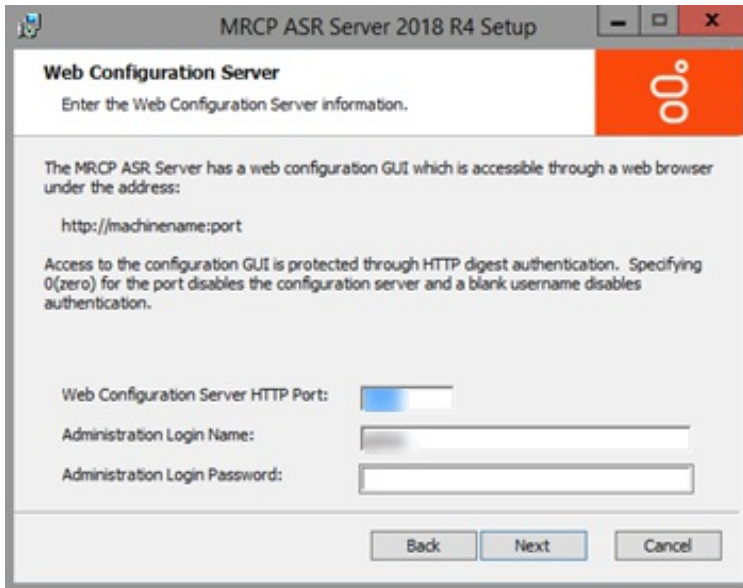 MRCP ASR Server 2018 R4 Setup
Web Configuration Server
Enter the Web Configuration Server information.
The MRCP ASR Server has a web configuration GUI which is accessible through a web browser
under the address:
http://machinename:port
Access to the configuration GUI is protected through HTTP digest authentication. Specifying
0(zero) for the port disables the configuration server and a blank username disables
authentication.
Web Configuration Server HTTP Port:
Administration Login Name:
Administration Login Password:
Back Next Cancel